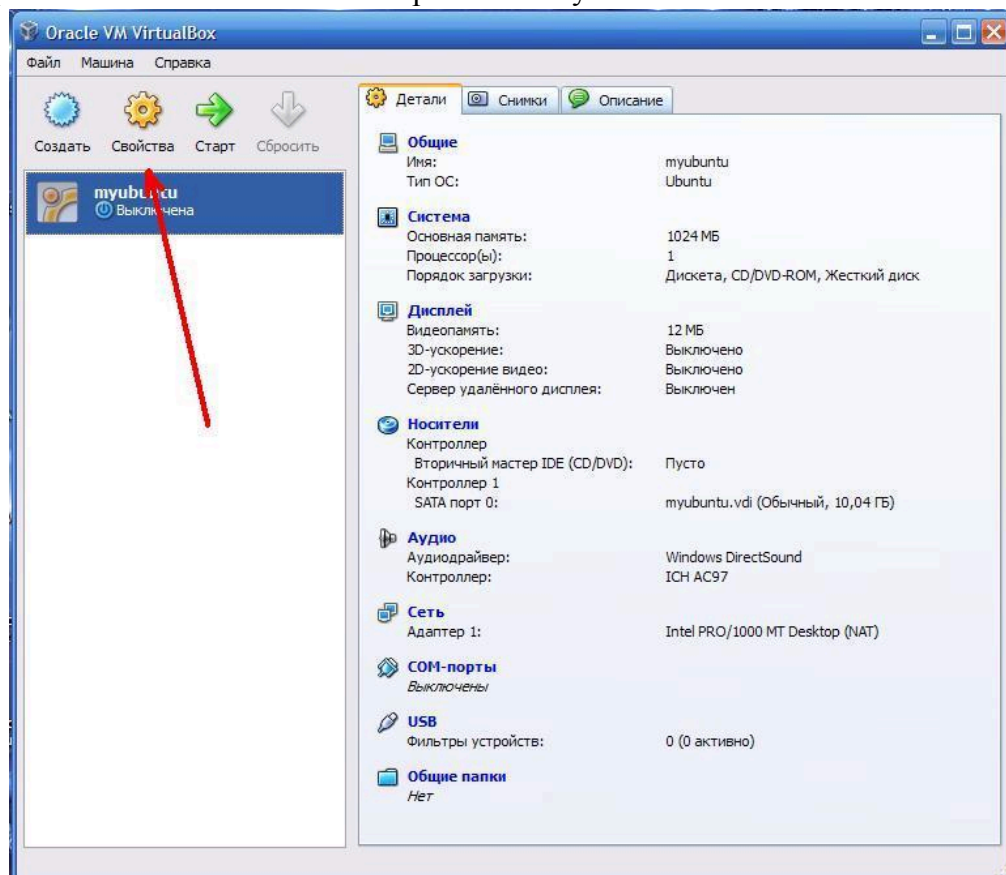 Oracle VM VirtualBox
Файл Машина Справка
Создать Свойства Старт Сбросить
myubuntu
Выключена
Детали Снимки Описание
Общие
Имя: myubuntu
Тип ОС: Ubuntu
Система
Основная память: 1024 МБ
Процессор(ы): 1
Порядок загрузки: Дискета, CD/DVD-ROM, Жесткий диск
Дисплей
Видеопамять: 12 МБ
3D-ускорение: Выключено
2D-ускорение видео: Выключено
Сервер удалённого дисплея: Выключен
Носители
Контроллер
Вторичный мастер IDE (CD/DVD): Пусто
Контроллер 1
SATA порт 0: myubuntu.vdi (Обычный, 10,04 ГБ)
Аудио
Аудиодрайвер: Windows DirectSound
Контроллер: ICH AC97
Сеть
Адаптер 1: Intel PRO/1000 MT Desktop (NAT)
COM-порты
Выключены
USB
Фильтры устройств: 0 (0 активно)
Общие папки
Нет